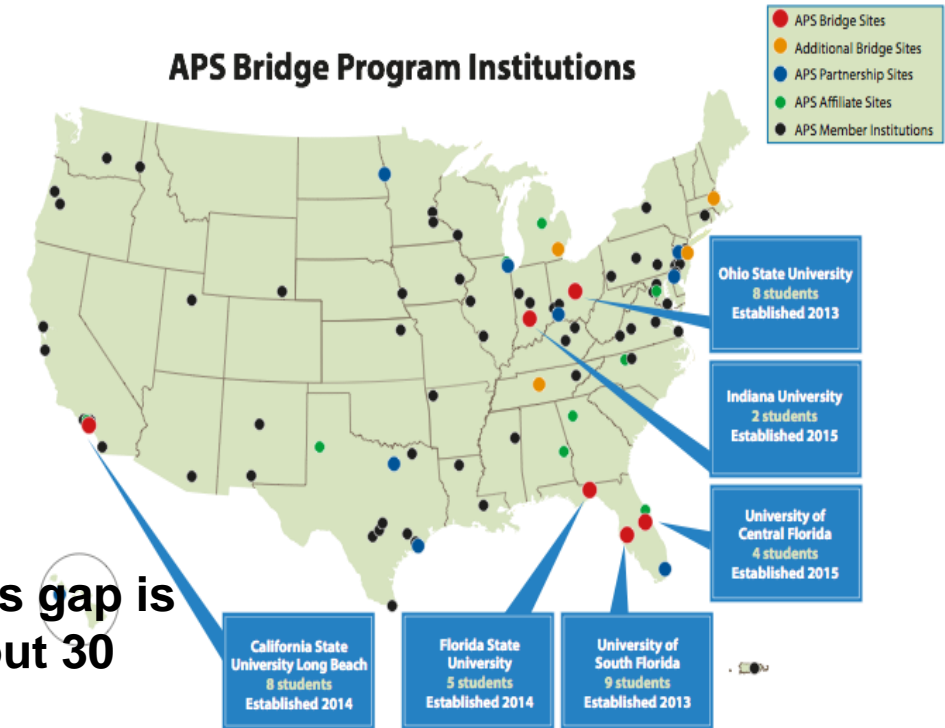 APS Bridge Program Institutions
APS Bridge Sites
Additional Bridge Sites
APS Partnership Sites
APS Affiliate Sites
APS Member Institutions
Ohio State University
8 students
Established 2013
Indiana University
2 students
Established 2015
University of
Central Florida
4 students
Established 2015
s gap is
out 30
California State
University Long Beach
8 students
Established 2014
Florida State
University
5 students
Established 2014
University of
South Florida
9 students
Established 2013